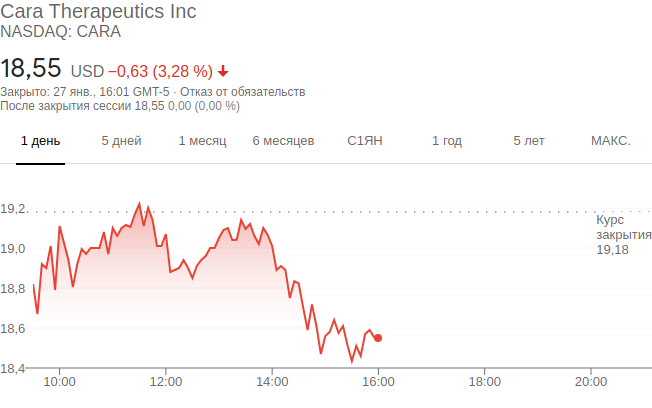 Cara Therapeutics Inc
NASDAQ: CARA
18,55 USD −0,63 (3,28 %)
Закрыто: 27 янв., 16:01 GMT-5 · Отказ от обязательств
После закрытия сессии 18,55 0,00 (0,00 %)
1 день 5 дней 1 месяц 6 месяцев С1ЯН 1 год 5 лет МАКС.
19,2
Курс
закрытия
19,18
19,0
18,8
18,6
18,4
10:00 12:00 14:00 16:00 18:00 20:00